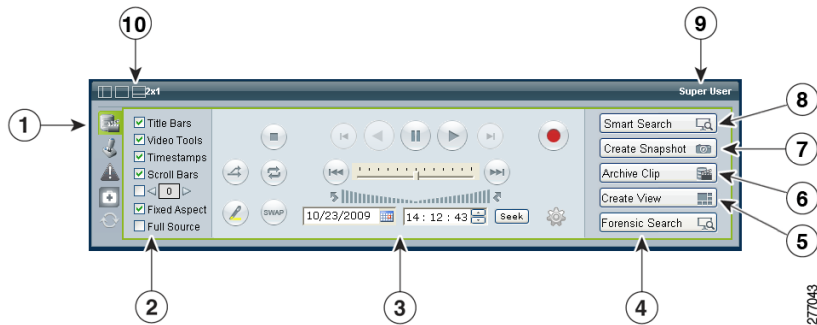 10
9
2x1
Super User
1
8
Title Bars
Video Tools
Timestamps
Scroll Bars
0
Fixed Aspect
Full Source
SWAP
10/23/2009
14 : 12 : 43
Seek
Smart Search
Create Snapshot
Archive Clip
Create View
Forensic Search
7
6
5
2
3
4
277043